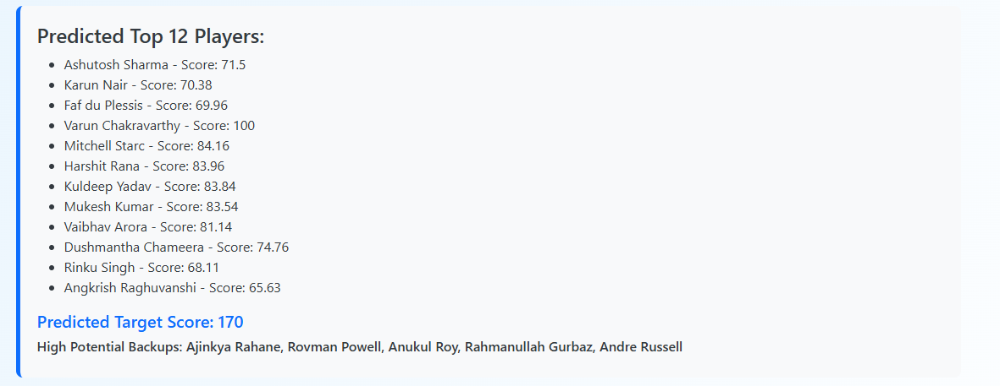 Predicted Top 12 Players:
Ashutosh Sharma - Score: 71.5
Karun Nair - Score: 70.38
Faf du Plessis - Score: 69.96
Varun Chakravarthy - Score: 100
Mitchell Starc - Score: 84.16
Harshit Rana - Score: 83.96
Kuldeep Yadav - Score: 83.84
Mukesh Kumar - Score: 83.54
Vaibhav Arora - Score: 81.14
Dushmantha Chameera - Score: 74.76
Rinku Singh - Score: 68.11
Angkrish Raghuvanshi - Score: 65.63
Predicted Target Score: 170
High Potential Backups: Ajinkya Rahane, Rovman Powell, Anukul Roy, Rahmanullah Gurbaz, Andre Russell